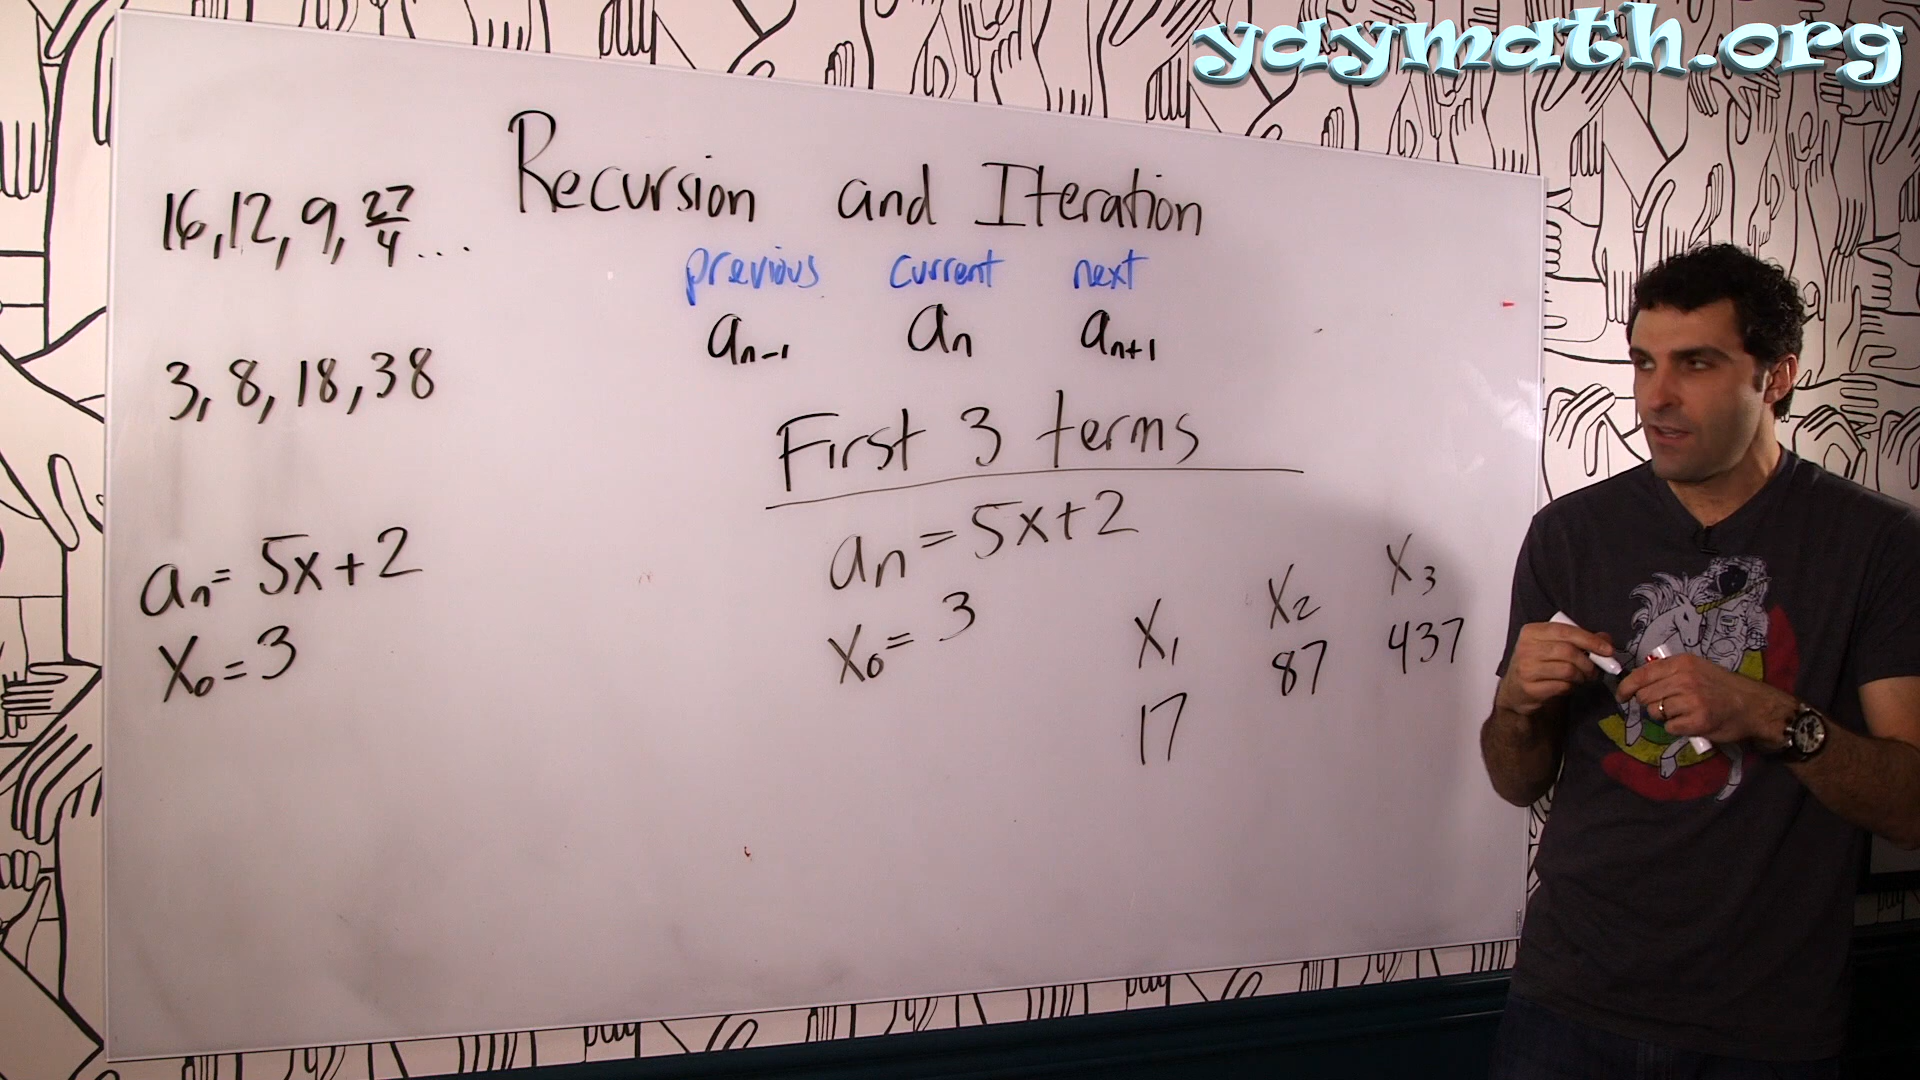 yaymath.org
Recursion and Iteration
16, 12, 9, 27/4 ...
previous current next
aₙ₋₁ aₙ aₙ₊₁
3, 8, 18, 38
First 3 terms
aₙ = 5x+2
x₀ = 3
aₙ = 5x+2
x₀ = 3
x₁ x₂ x₃
17 87 437